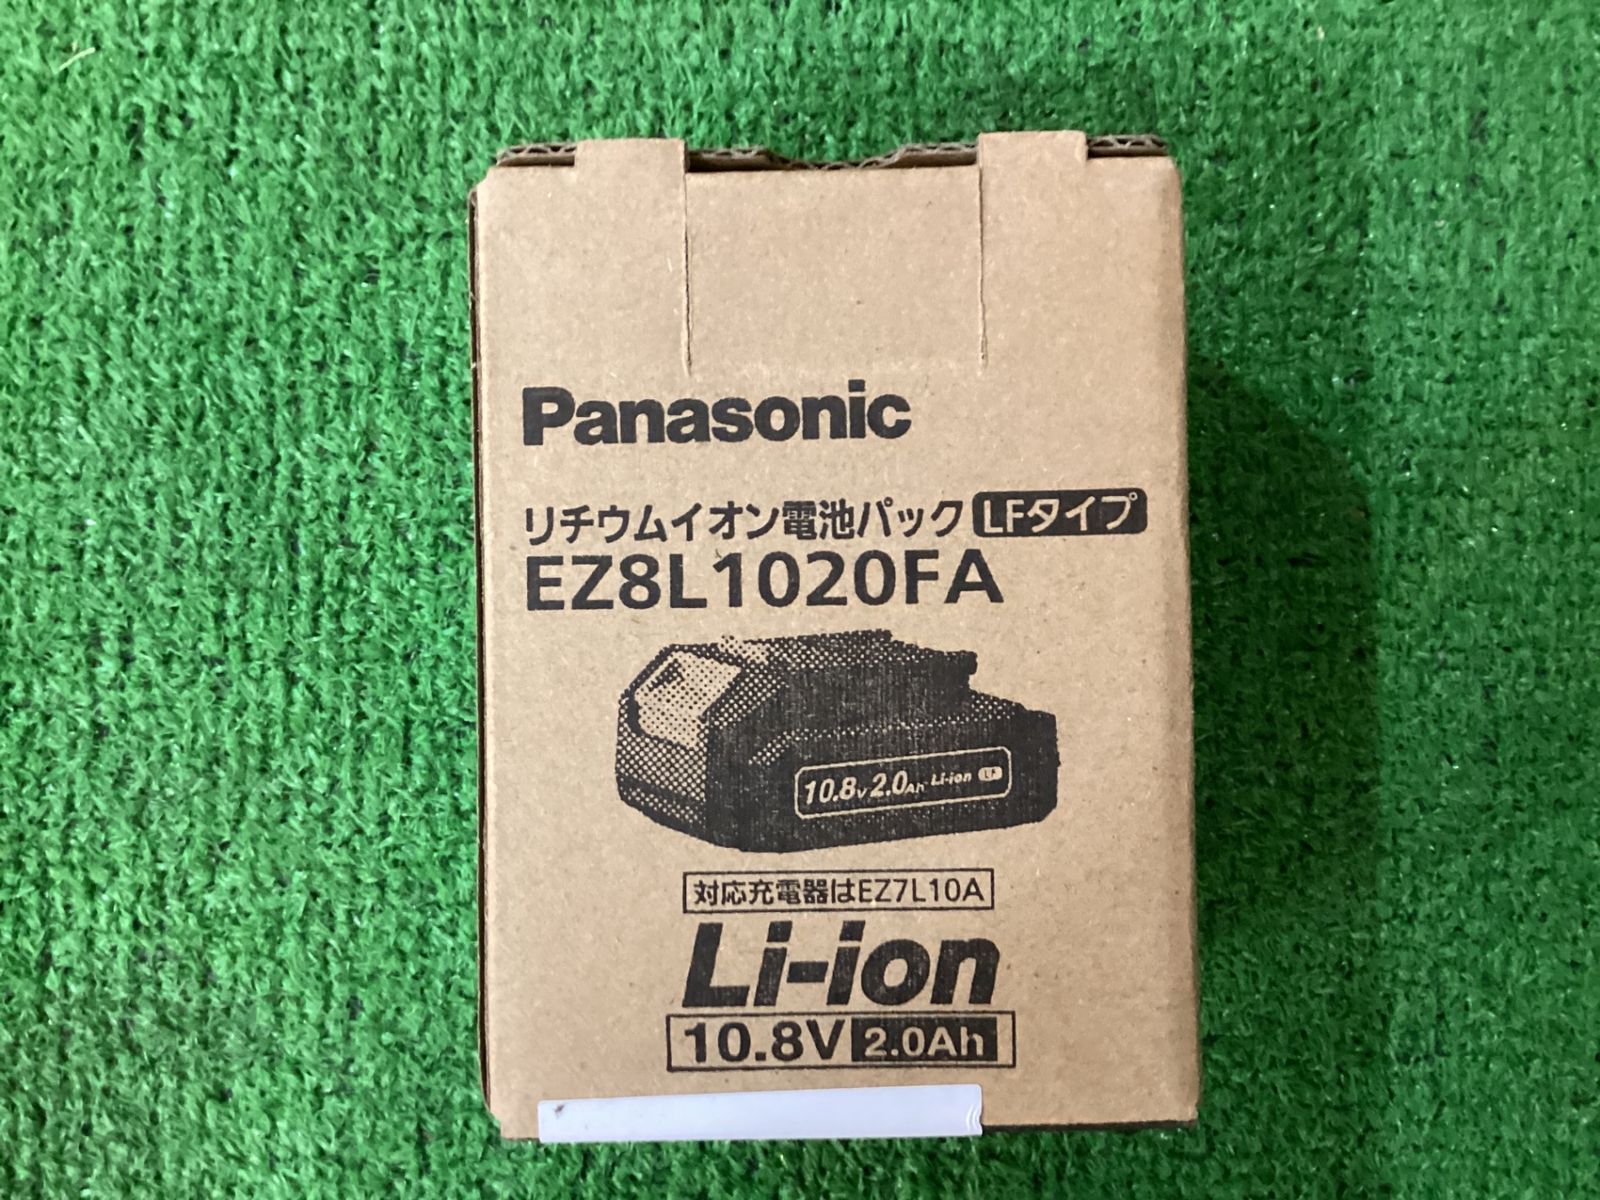 Panasonic
リチウムイオン電池パック LFタイプ
EZ8L1020FA
10.8V 2.0Ah Li-ion LF
対応充電器はEZ7L10A
Li-ion
10.8V 2.0Ah